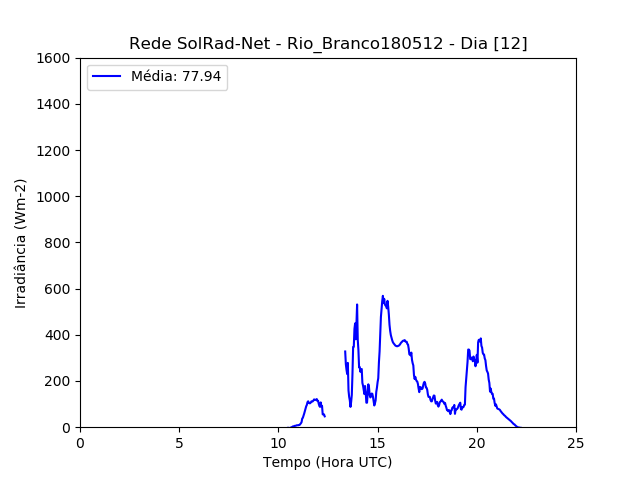 Rede SolRad-Net - Rio_Branco180512 - Dia [12]
Média: 77.94
1600
1400
1200
1000
800
600
400
200
0
0 5 10 15 20 25
Irradiância (Wm-2)
Tempo (Hora UTC)